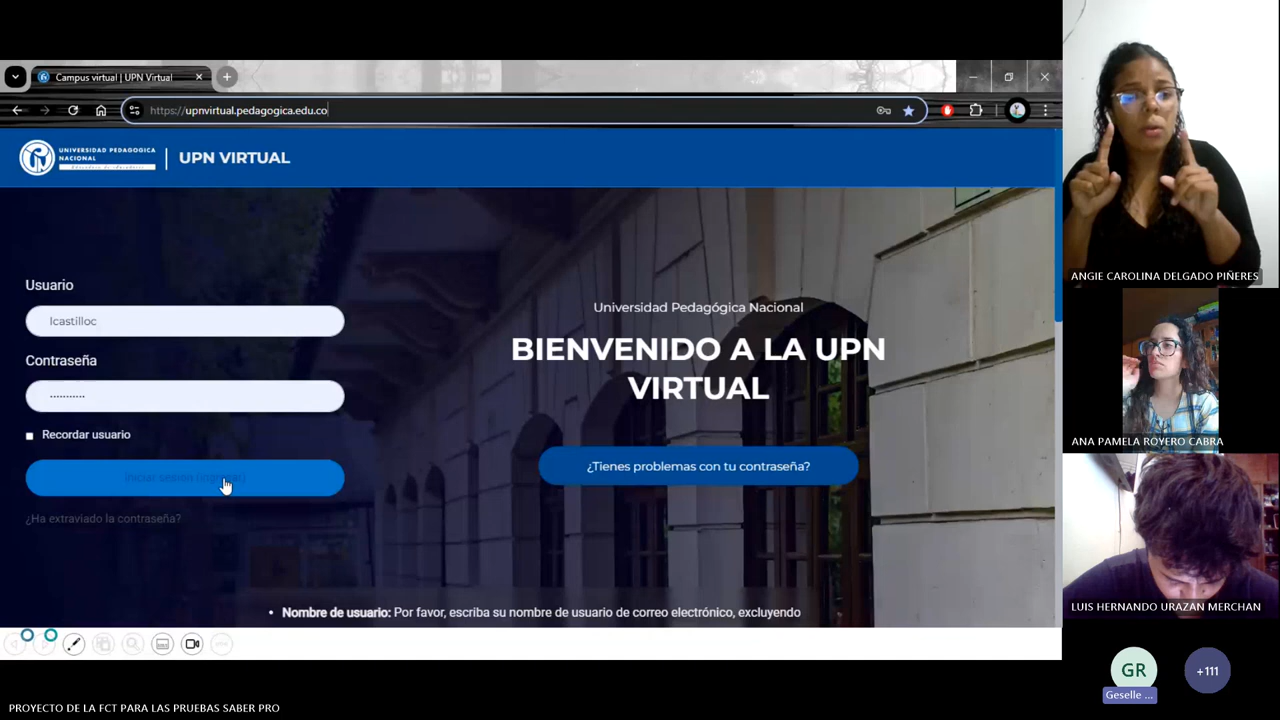 Campus virtual | UPN Virtual
https://upnvirtual.pedagogica.edu.co
UNIVERSIDAD PEDAGOGICA
NACIONAL
UPN VIRTUAL
Usuario
lcastilloc
Contraseña
Recordar usuario
¿Ha extraviado la contraseña?
Universidad Pedagógica Nacional
BIENVENIDO A LA UPN
VIRTUAL
¿Tienes problemas con tu contraseña?
• Nombre de usuario: Por favor, escriba su nombre de usuario de correo electrónico, excluyendo
ANGIE CAROLINA DELGADO PIÑERES
ANA PAMELA ROYERO CABRA
LUIS HERNANDO URAZAN MERCHAN
GR
Geselle ...
+111
PROYECTO DE LA FCT PARA LAS PRUEBAS SABER PRO